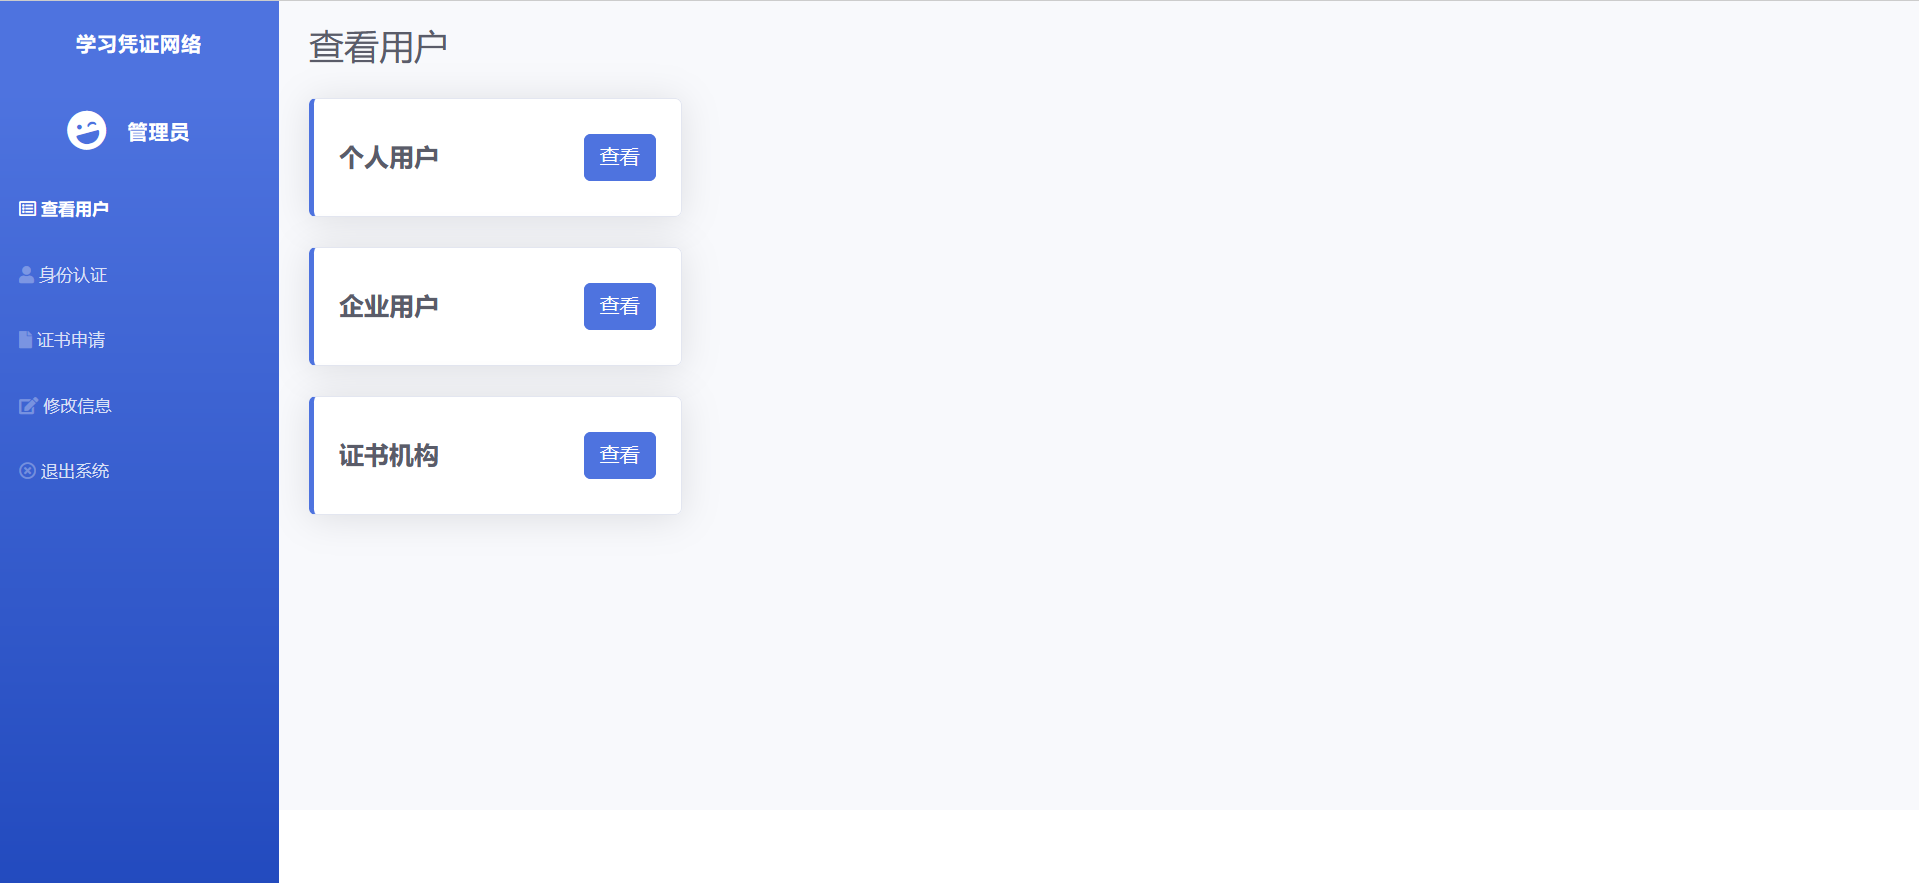 学习凭证网络
管理员
查看用户
身份认证
证书申请
修改信息
退出系统
查看用户
个人用户 查看
企业用户 查看
证书机构 查看